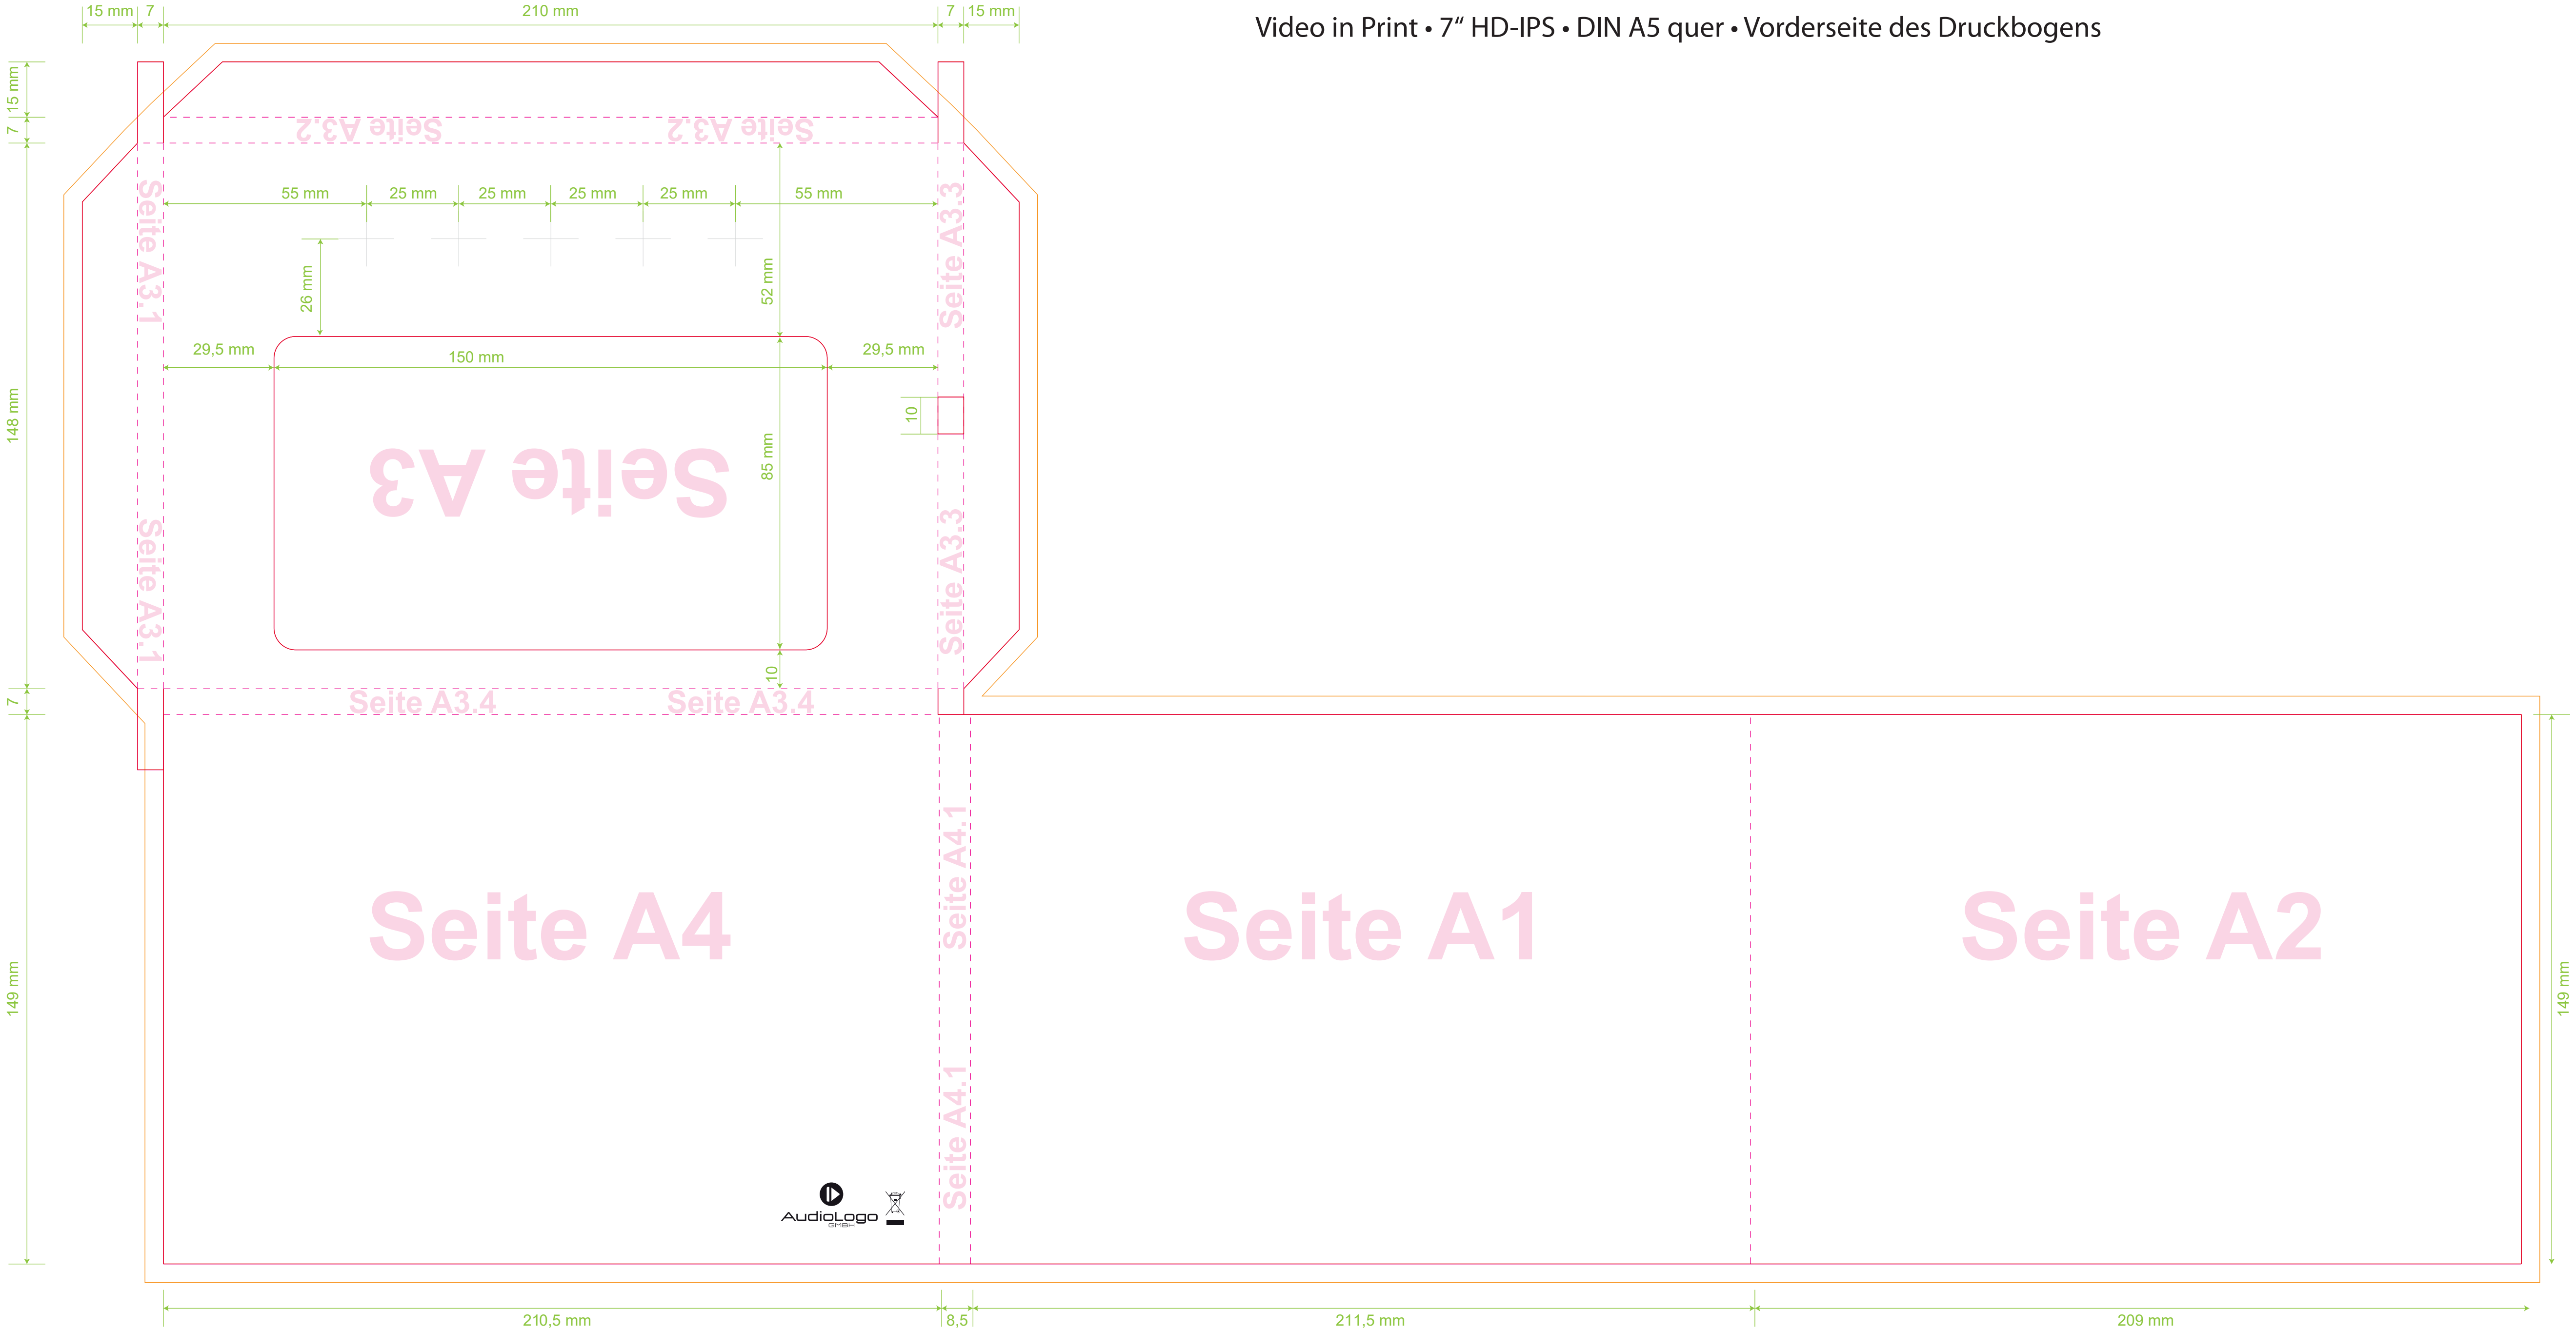 Video in Print • 7“ HD-IPS • DIN A5 quer • Vorderseite des Druckbogens
15 mm
7
210 mm
7
15 mm
15 mm
7
148 mm
7
149 mm
Seite A3.2
Seite A3.2
Seite A3.1
Seite A3.1
Seite A3.3
Seite A3.3
55 mm
25 mm
25 mm
25 mm
25 mm
55 mm
26 mm
52 mm
29,5 mm
150 mm
29,5 mm
10
85 mm
Seite A3
10
Seite A3.4
Seite A3.4
Seite A4
Seite A4.1
Seite A4.1
Seite A1
Seite A2
149 mm
AudioLogo
GMBH
210,5 mm
8,5
211,5 mm
209 mm